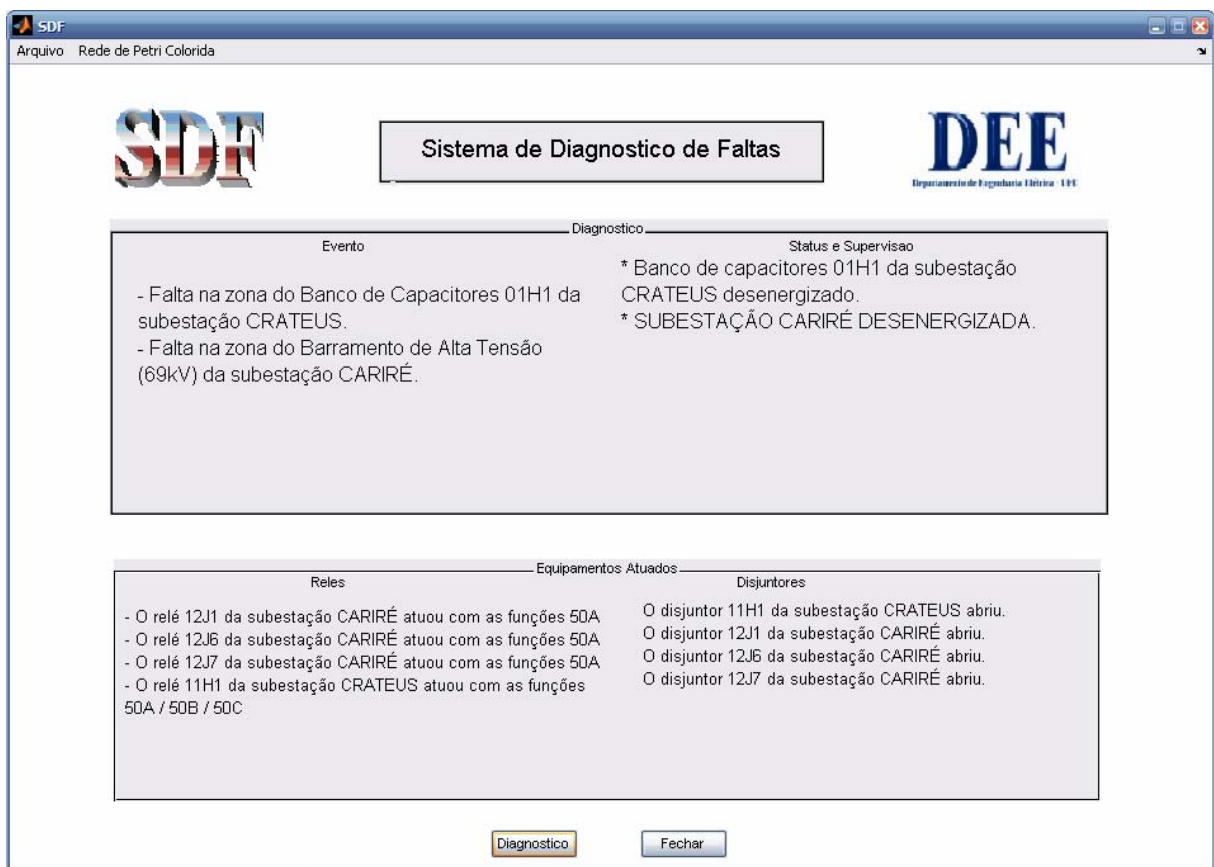 SDF
Arquivo Rede de Petri Colorida
SDF
Sistema de Diagnostico de Faltas
DEE
Departamento de Engenharia Elétrica - UFC
Diagnostico
Evento
- Falta na zona do Banco de Capacitores 01H1 da
subestação CRATEUS.
- Falta na zona do Barramento de Alta Tensão
(69kV) da subestação CARIRÉ.
Status e Supervisao
* Banco de capacitores 01H1 da subestação
CRATEUS desenergizado.
* SUBESTAÇÃO CARIRÉ DESENERGIZADA.
Equipamentos Atuados
Reles
- O relé 12J1 da subestação CARIRÉ atuou com as funções 50A
- O relé 12J6 da subestação CARIRÉ atuou com as funções 50A
- O relé 12J7 da subestação CARIRÉ atuou com as funções 50A
- O relé 11H1 da subestação CRATEUS atuou com as funções
50A / 50B / 50C
Disjuntores
O disjuntor 11H1 da subestação CRATEUS abriu.
O disjuntor 12J1 da subestação CARIRÉ abriu.
O disjuntor 12J6 da subestação CARIRÉ abriu.
O disjuntor 12J7 da subestação CARIRÉ abriu.
Diagnostico
Fechar